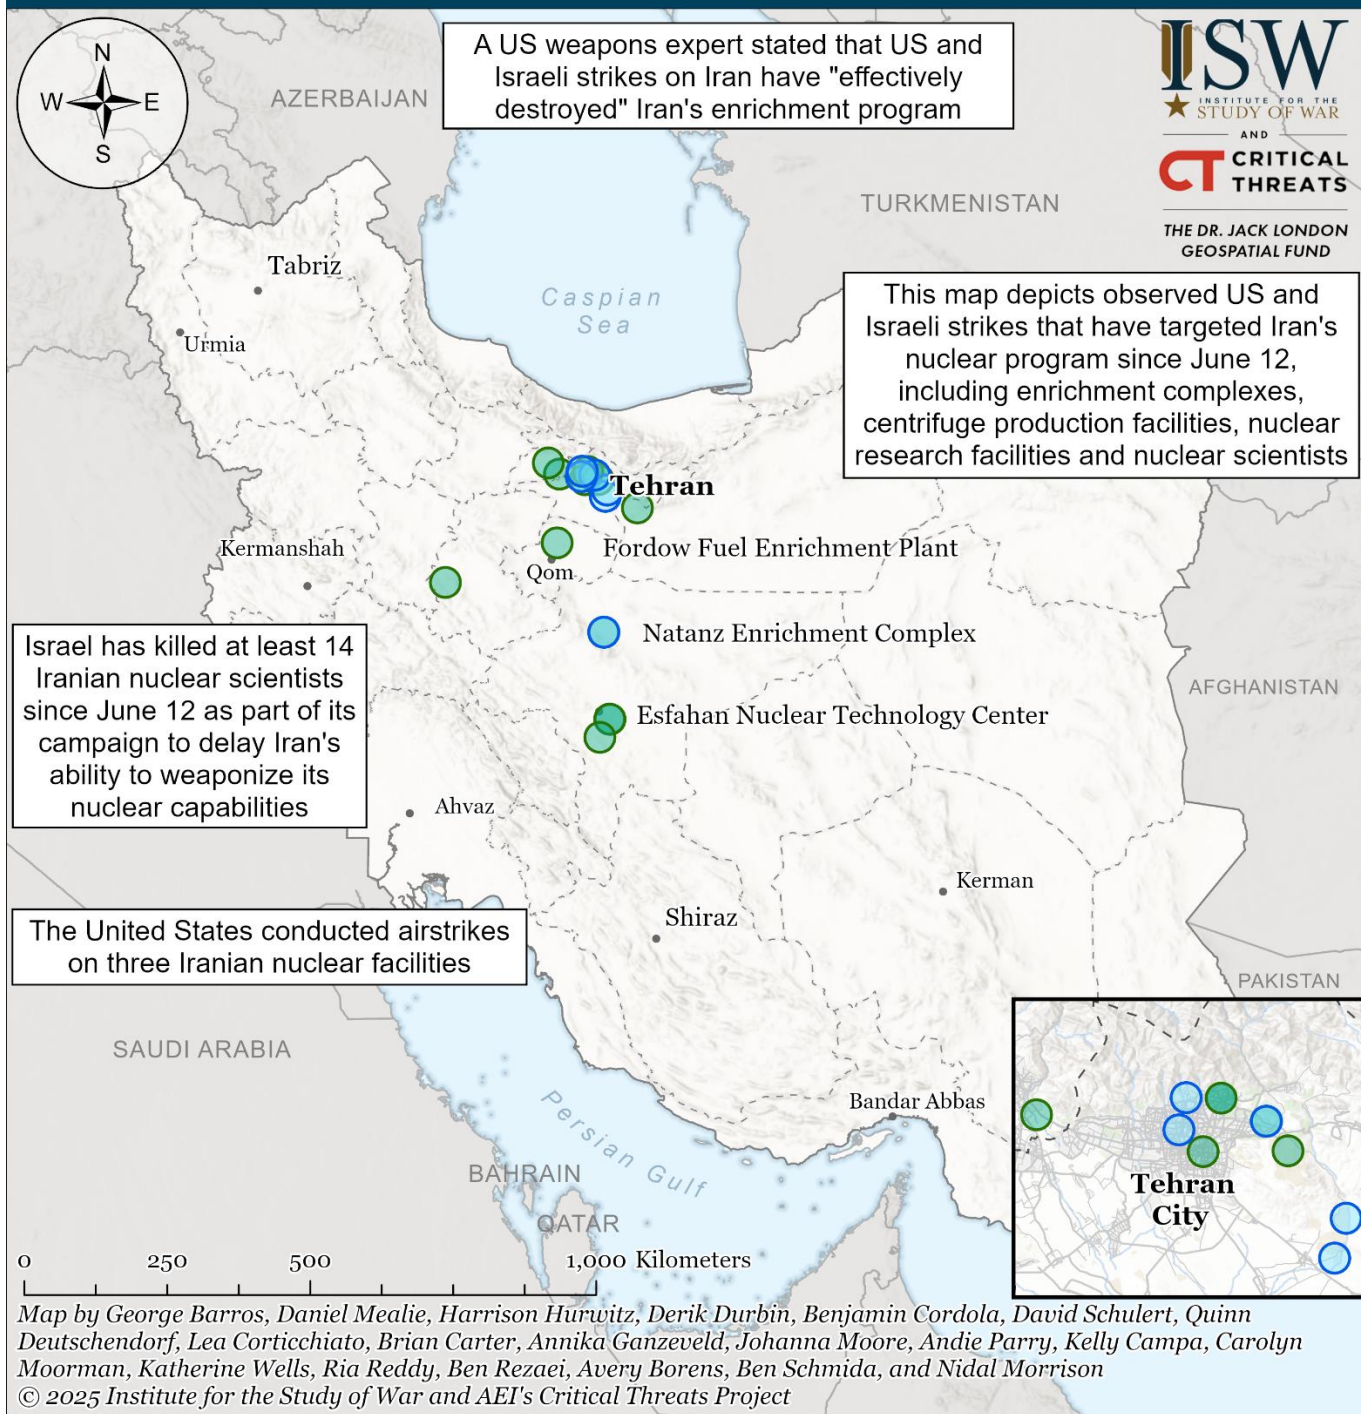 N
W
E
S
AZERBAIJAN
A US weapons expert stated that US and
Israeli strikes on Iran have "effectively
destroyed" Iran's enrichment program
ISW
INSTITUTE FOR THE
STUDY OF WAR
AND
CT CRITICAL
THREATS
THE DR. JACK LONDON
GEOSPATIAL FUND
TURKMENISTAN
Tabriz
Caspian
Sea
Urmia
This map depicts observed US and
Israeli strikes that have targeted Iran's
nuclear program since June 12,
including enrichment complexes,
centrifuge production facilities, nuclear
research facilities and nuclear scientists
Tehran
Kermanshah
Fordow Fuel Enrichment Plant
Qom
Natanz Enrichment Complex
Israel has killed at least 14
Iranian nuclear scientists
since June 12 as part of its
campaign to delay Iran's
ability to weaponize its
nuclear capabilities
AFGHANISTAN
Esfahan Nuclear Technology Center
Ahvaz
Kerman
Shiraz
The United States conducted airstrikes
on three Iranian nuclear facilities
PAKISTAN
SAUDI ARABIA
Persian Gulf
Bandar Abbas
BAHRAIN
QATAR
Tehran
City
0 250 500 1,000 Kilometers
Map by George Barros, Daniel Mealie, Harrison Hurwitz, Derik Durbin, Benjamin Cordola, David Schulert, Quinn
Deutschendorf, Lea Corticchiato, Brian Carter, Annika Ganzeveld, Johanna Moore, Andie Parry, Kelly Campa, Carolyn
Moorman, Katherine Wells, Ria Reddy, Ben Rezaei, Avery Borens, Ben Schmida, and Nidal Morrison
© 2025 Institute for the Study of War and AEI's Critical Threats Project